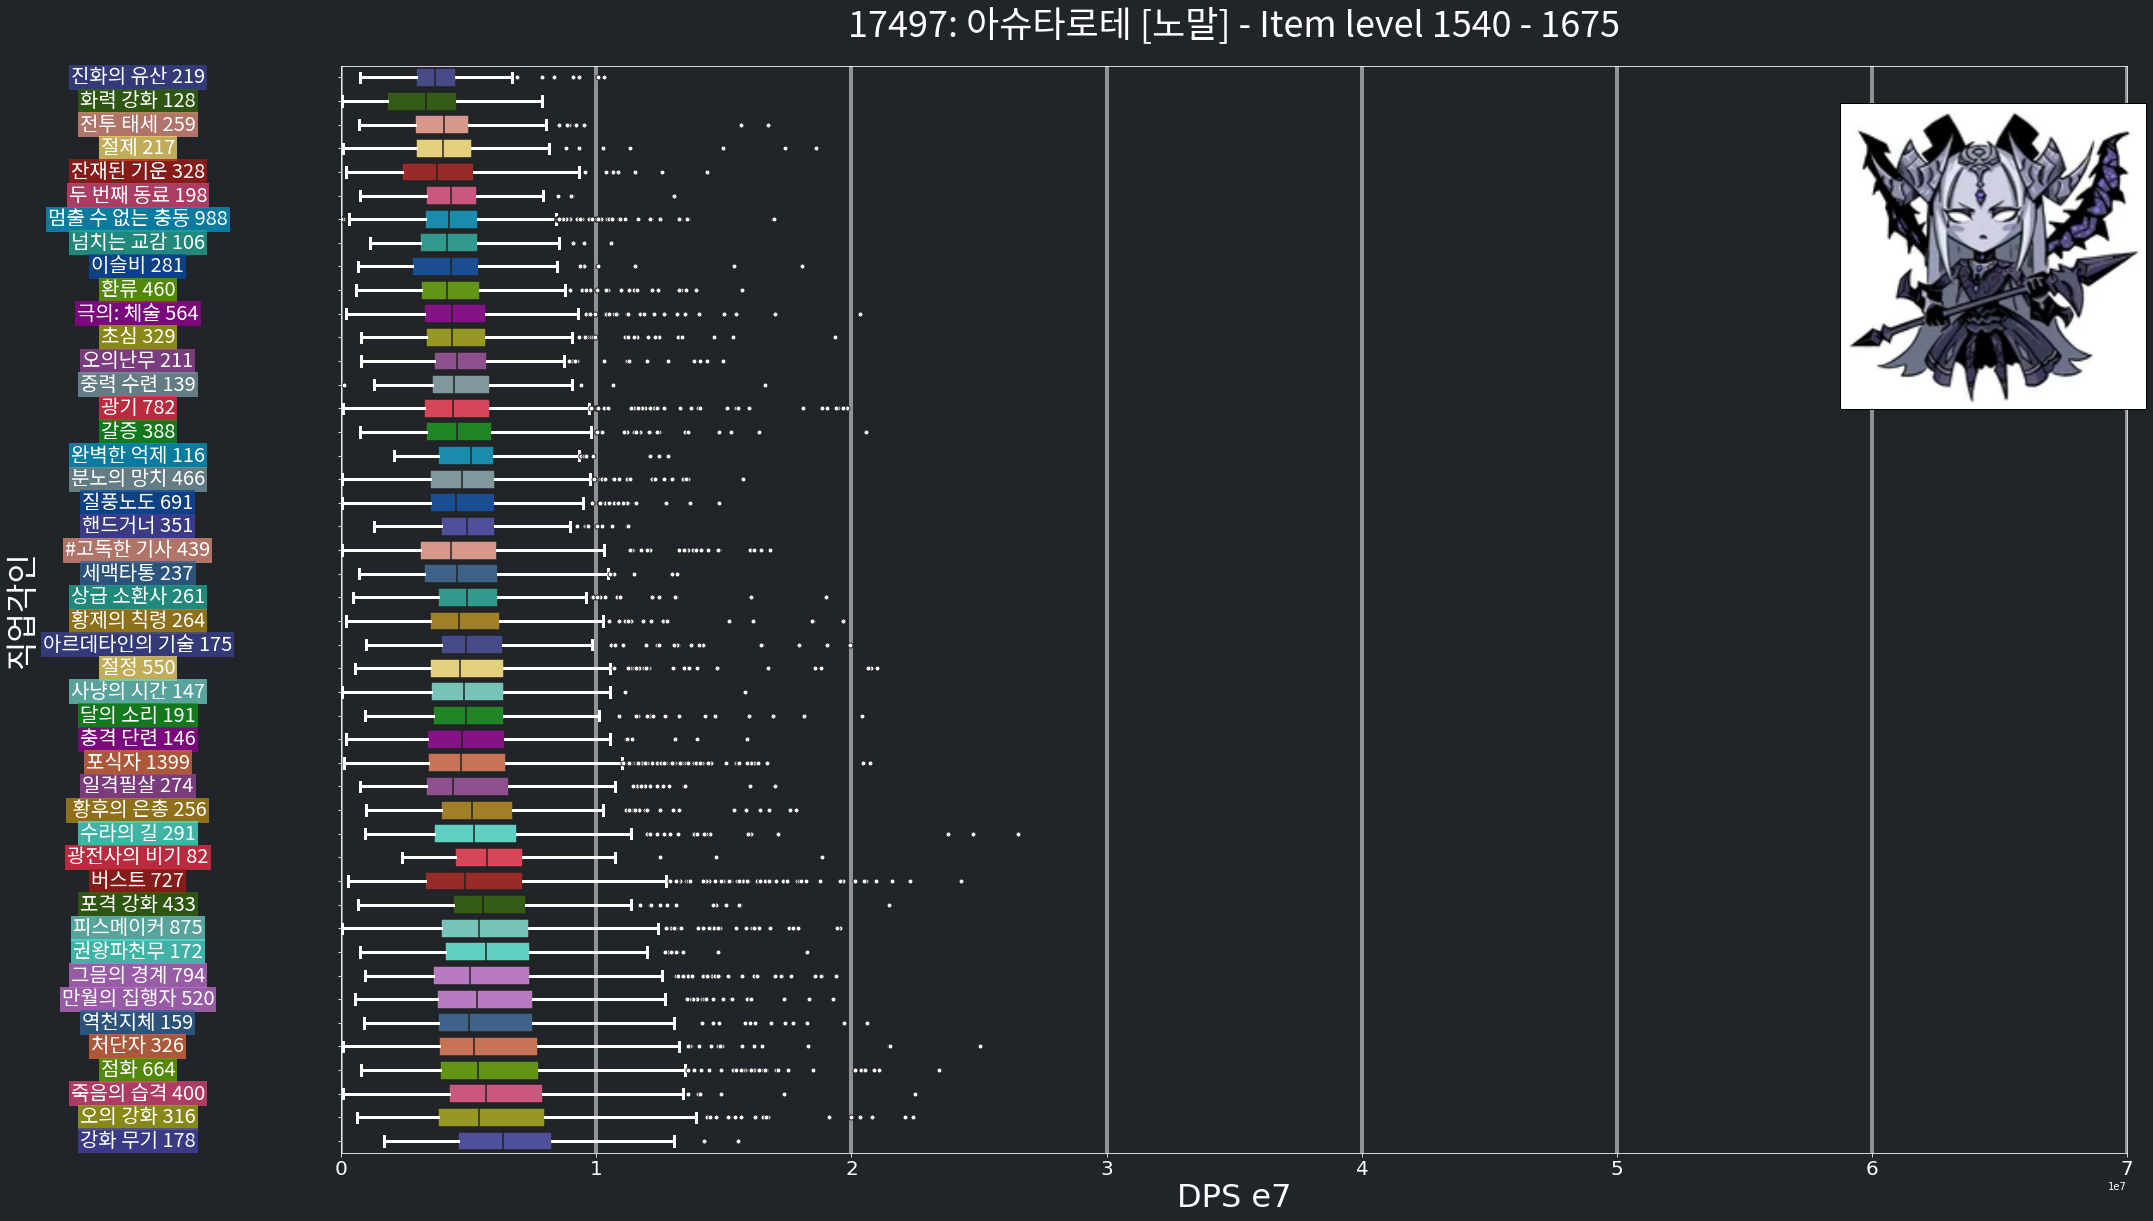 17497: 아슈타로테 [노말] - Item level 1540 - 1675
진화의 유산 219
화력 강화 128
전투 태세 259
절제 217
잔재된 기운 328
두 번째 동료 198
멈출 수 없는 충동 988
넘치는 교감 106
이슬비 281
환류 460
극의: 체술 564
초심 329
오의난무 211
중력 수련 139
광기 782
갈증 388
완벽한 억제 116
분노의 망치 466
질풍노도 691
핸드거너 351
#고독한 기사 439
세맥타통 237
상급 소환사 261
황제의 칙령 264
아르데타인의 기술 175
절정 550
사냥의 시간 147
달의 소리 191
충격 단련 146
포식자 1399
일격필살 274
황후의 은총 256
수라의 길 291
광전사의 비기 82
버스트 727
포격 강화 433
피스메이커 875
권왕파천무 172
그믐의 경계 794
만월의 집행자 520
역천지체 159
처단자 326
점화 664
죽음의 습격 400
오의 강화 316
강화 무기 178
직업각인
0 1 2 3 4 5 6 7
1e7
DPS e7